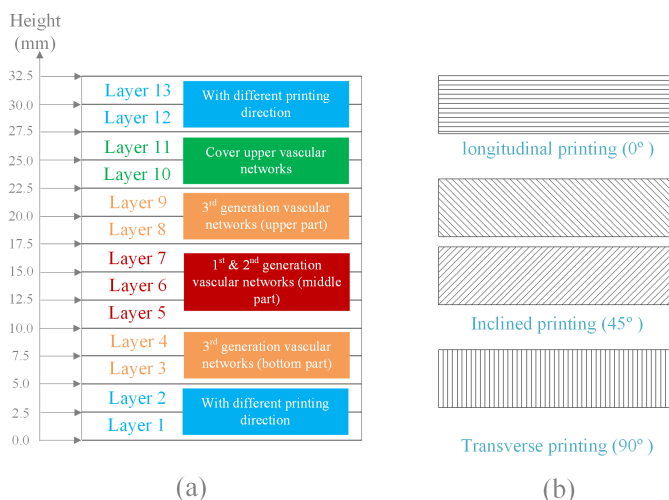 Height
(mm)
32.5
30.0
27.5
25.0
22.5
20.0
17.5
15.0
12.5
10.0
7.5
5.0
2.5
0.0
Layer 13
Layer 12
Layer 11
Layer 10
Layer 9
Layer 8
Layer 7
Layer 6
Layer 5
Layer 4
Layer 3
Layer 2
Layer 1
With different printing
direction
Cover upper vascular
networks
3rd generation vascular
networks (upper part)
1st & 2nd generation
vascular networks (middle
part)
3rd generation vascular
networks (bottom part)
With different printing
direction
(a)
longitudinal printing (0°)
Inclined printing (45°)
Transverse printing (90°)
(b)